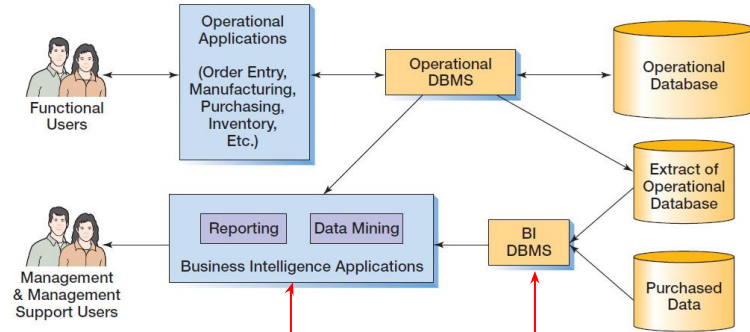 Functional
Users
Operational
Applications
(Order Entry,
Manufacturing,
Purchasing,
Inventory,
Etc.)
Operational
DBMS
Operational
Database
Extract of
Operational
Database
Management
& Management
Support Users
Reporting
Data Mining
Business Intelligence Applications
BI
DBMS
Purchased
Data